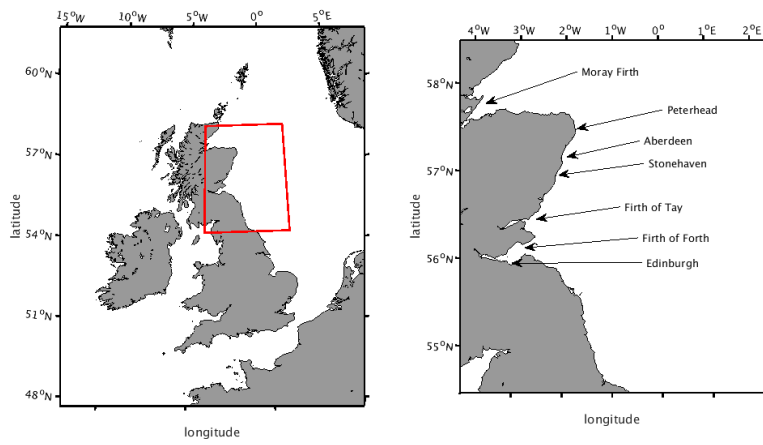 15°W 10°W 5°W 0° 5°E
60°N
57°N
54°N
51°N
48°N
latitude
longitude
4°W 3°W 2°W 1°W 0° 1°E 2°E
58°N
57°N
56°N
55°N
latitude
longitude
Moray Firth
Peterhead
Aberdeen
Stonehaven
Firth of Tay
Firth of Forth
Edinburgh